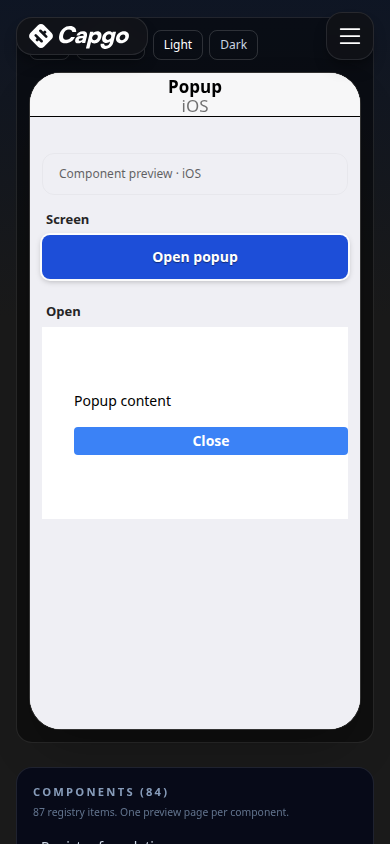 Capgo
Light
Dark
Popup
iOS
Component preview · iOS
Screen
Open popup
Open
Popup content
Close
COMPONENTS (84)
87 registry items. One preview page per component.